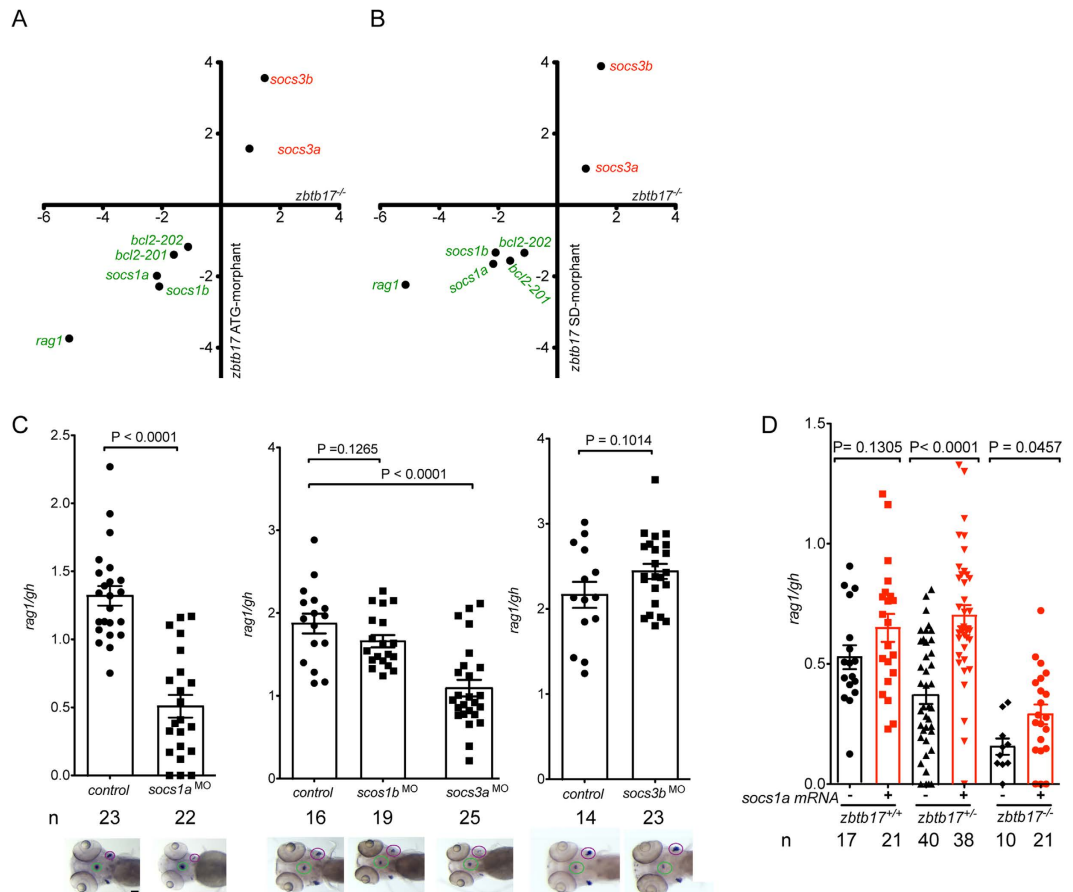 A
B
4
2
-2
-4
-6
-4
-2
2
4
socs3b
socs3a
zbtb17-/-
bcl2-202
bcl2-201
socs1a
socs1b
rag1
zbtb17 ATG-morphant
4
2
-2
-4
-6
-4
-2
2
4
socs3b
socs3a
zbtb17-/-
socs1b
bcl2-202
socs1a
bcl2-201
rag1
zbtb17 SD-morphant
C
P < 0.0001
2.5
2.0
1.5
1.0
0.5
0.0
rag1/gh
control
socs1a MO
P =0.1265
P < 0.0001
4
3
2
1
0
rag1/gh
control
scos1b MO
socs3a MO
P = 0.1014
4
3
2
1
0
rag1/gh
control
socs3b MO
n
23
22
16
19
25
14
23
D
P= 0.1305
P< 0.0001
P = 0.0457
1.5
1.0
0.5
0.0
rag1/gh
socs1a mRNA
-
+
-
+
-
+
zbtb17+/+
zbtb17+/-
zbtb17-/-
n
17
21
40
38
10
21